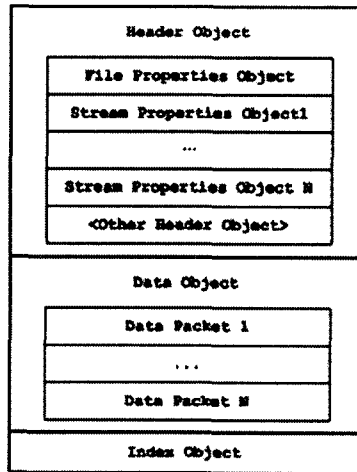 Header Object
File Properties Object
Stream Properties Object1
...
Stream Properties Object N
<Other Header Object>
Data Object
Data Packet 1
...
Data Packet N
Index Object